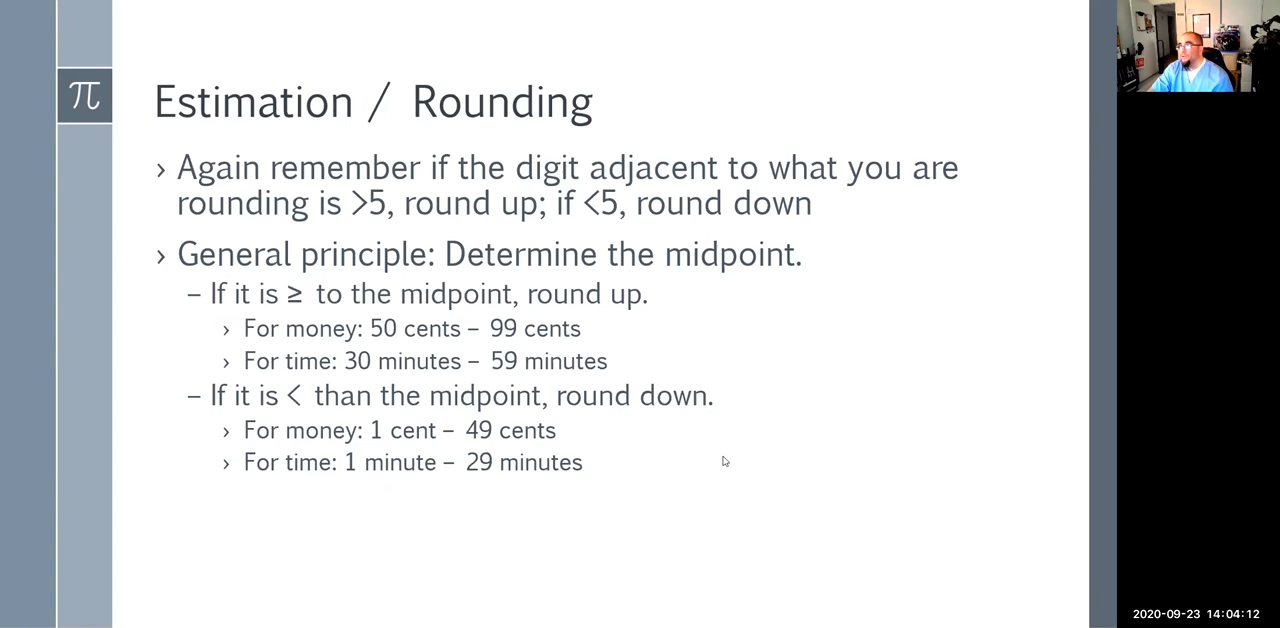 π
Estimation / Rounding
› Again remember if the digit adjacent to what you are
rounding is >5, round up; if <5, round down
› General principle: Determine the midpoint.
– If it is ≥ to the midpoint, round up.
› For money: 50 cents – 99 cents
› For time: 30 minutes – 59 minutes
– If it is < than the midpoint, round down.
› For money: 1 cent – 49 cents
› For time: 1 minute – 29 minutes
2020-09-23 14:04:12